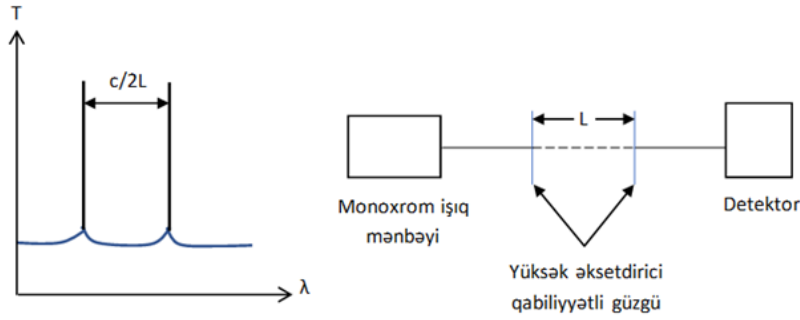 T
c/2L
λ
L
Monoxrom işıq
mənbəyi
Detektor
Yüksək əksetdirici
qabiliyyətli güzgü